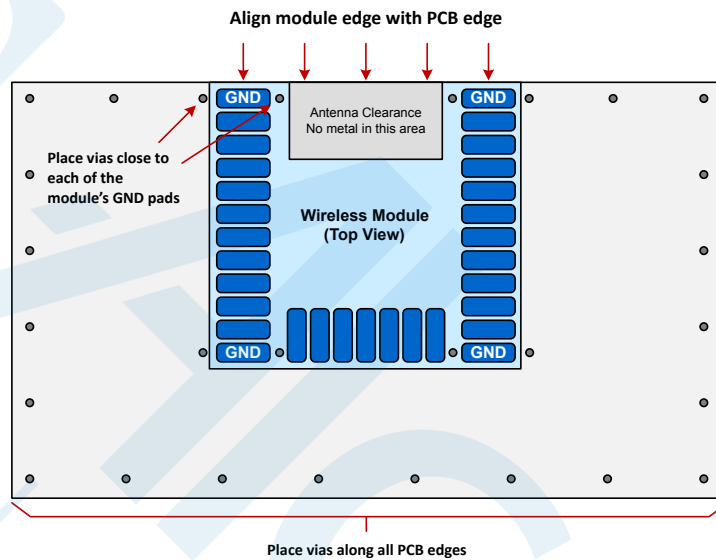 Align module edge with PCB edge
GND
GND
Antenna Clearance
No metal in this area
Place vias close to
each of the
module's GND pads
Wireless Module
(Top View)
GND
GND
Place vias along all PCB edges